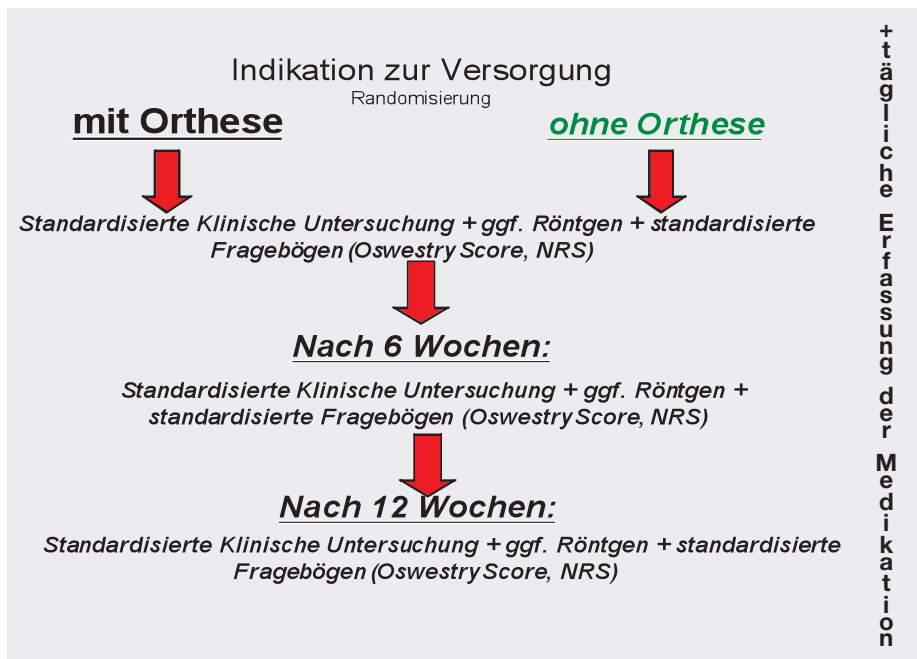 Indikation zur Versorgung
Randomisierung
mit Orthese
ohne Orthese
Standardisierte Klinische Untersuchung + ggf. Röntgen + standardisierte
Fragebögen (Oswestry Score, NRS)
Nach 6 Wochen:
Standardisierte Klinische Untersuchung + ggf. Röntgen +
standardisierte Fragebögen (Oswestry Score, NRS)
Nach 12 Wochen:
Standardisierte Klinische Untersuchung + ggf. Röntgen + standardisierte
Fragebögen (Oswestry Score, NRS)
+tägliche Erfassung der Medikation